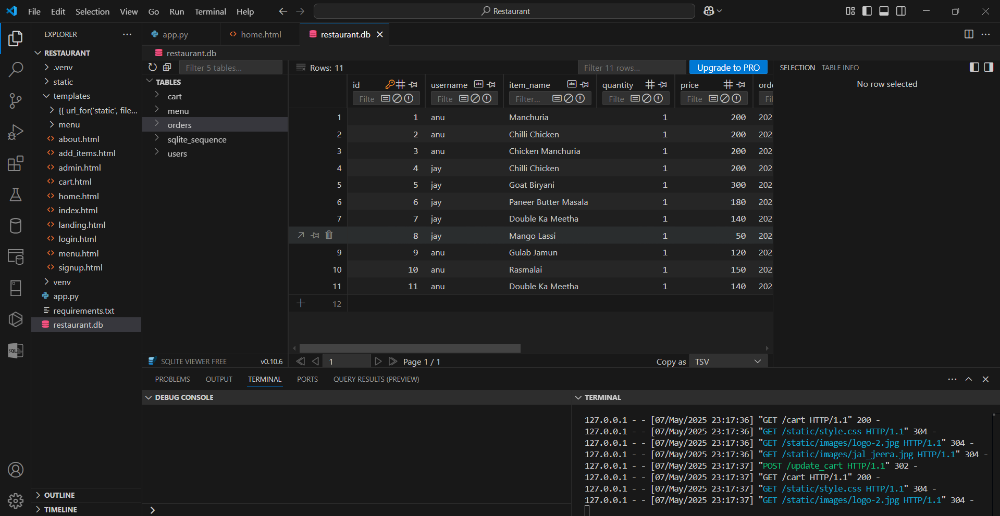 File Edit Selection View Go Run Terminal Help
Restaurant
EXPLORER
RESTAURANT
.venv
static
templates
{{ url_for('static', file...
menu
about.html
add_items.html
admin.html
cart.html
home.html
index.html
landing.html
login.html
menu.html
signup.html
venv
app.py
requirements.txt
restaurant.db
OUTLINE
TIMELINE
app.py home.html restaurant.db
restaurant.db
Filter 5 tables...
TABLES
cart
menu
orders
sqlite_sequence
users
SQLITE VIEWER FREE v0.10.6
Rows: 11 Filter 11 rows... Upgrade to PRO
id username item_name quantity price orde
Filte Filte Filter... Filte Filte Fil
1 1 anu Manchuria 1 200 202
2 2 anu Chilli Chicken 1 200 202
3 3 anu Chicken Manchuria 1 200 202
4 4 jay Chilli Chicken 1 200 202
5 5 jay Goat Biryani 1 300 202
6 6 jay Paneer Butter Masala 1 180 202
7 7 jay Double Ka Meetha 1 140 202
8 jay Mango Lassi 1 50 202
9 9 anu Gulab Jamun 1 120 202
10 10 anu Rasmalai 1 150 202
11 11 anu Double Ka Meetha 1 140 202
12
1 Page 1 / 1 Copy as TSV
SELECTION TABLE INFO
No row selected
PROBLEMS OUTPUT TERMINAL PORTS QUERY RESULTS (PREVIEW)
DEBUG CONSOLE
TERMINAL
127.0.0.1 - - [07/May/2025 23:17:36] "GET /cart HTTP/1.1" 200 -
127.0.0.1 - - [07/May/2025 23:17:36] "GET /static/style.css HTTP/1.1" 304 -
127.0.0.1 - - [07/May/2025 23:17:36] "GET /static/images/logo-2.jpg HTTP/1.1" 304 -
127.0.0.1 - - [07/May/2025 23:17:36] "GET /static/images/jal_jeera.jpg HTTP/1.1" 304 -
127.0.0.1 - - [07/May/2025 23:17:37] "POST /update_cart HTTP/1.1" 302 -
127.0.0.1 - - [07/May/2025 23:17:37] "GET /cart HTTP/1.1" 200 -
127.0.0.1 - - [07/May/2025 23:17:37] "GET /static/style.css HTTP/1.1" 304 -
127.0.0.1 - - [07/May/2025 23:17:37] "GET /static/images/logo-2.jpg HTTP/1.1" 304 -